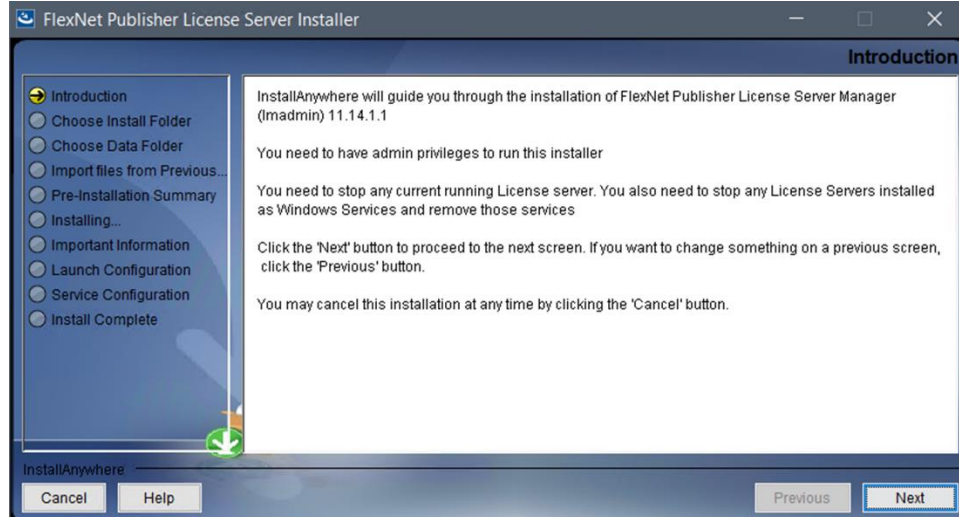 FlexNet Publisher License Server Installer
Introduction
Introduction
Choose Install Folder
Choose Data Folder
Import files from Previous...
Pre-Installation Summary
Installing...
Important Information
Launch Configuration
Service Configuration
Install Complete
InstallAnywhere will guide you through the installation of FlexNet Publisher License Server Manager
(lmadmin) 11.14.1.1
You need to have admin privileges to run this installer
You need to stop any current running License server. You also need to stop any License Servers installed
as Windows Services and remove those services
Click the 'Next' button to proceed to the next screen. If you want to change something on a previous screen,
click the 'Previous' button.
You may cancel this installation at any time by clicking the 'Cancel' button.
InstallAnywhere
Cancel Help Previous Next